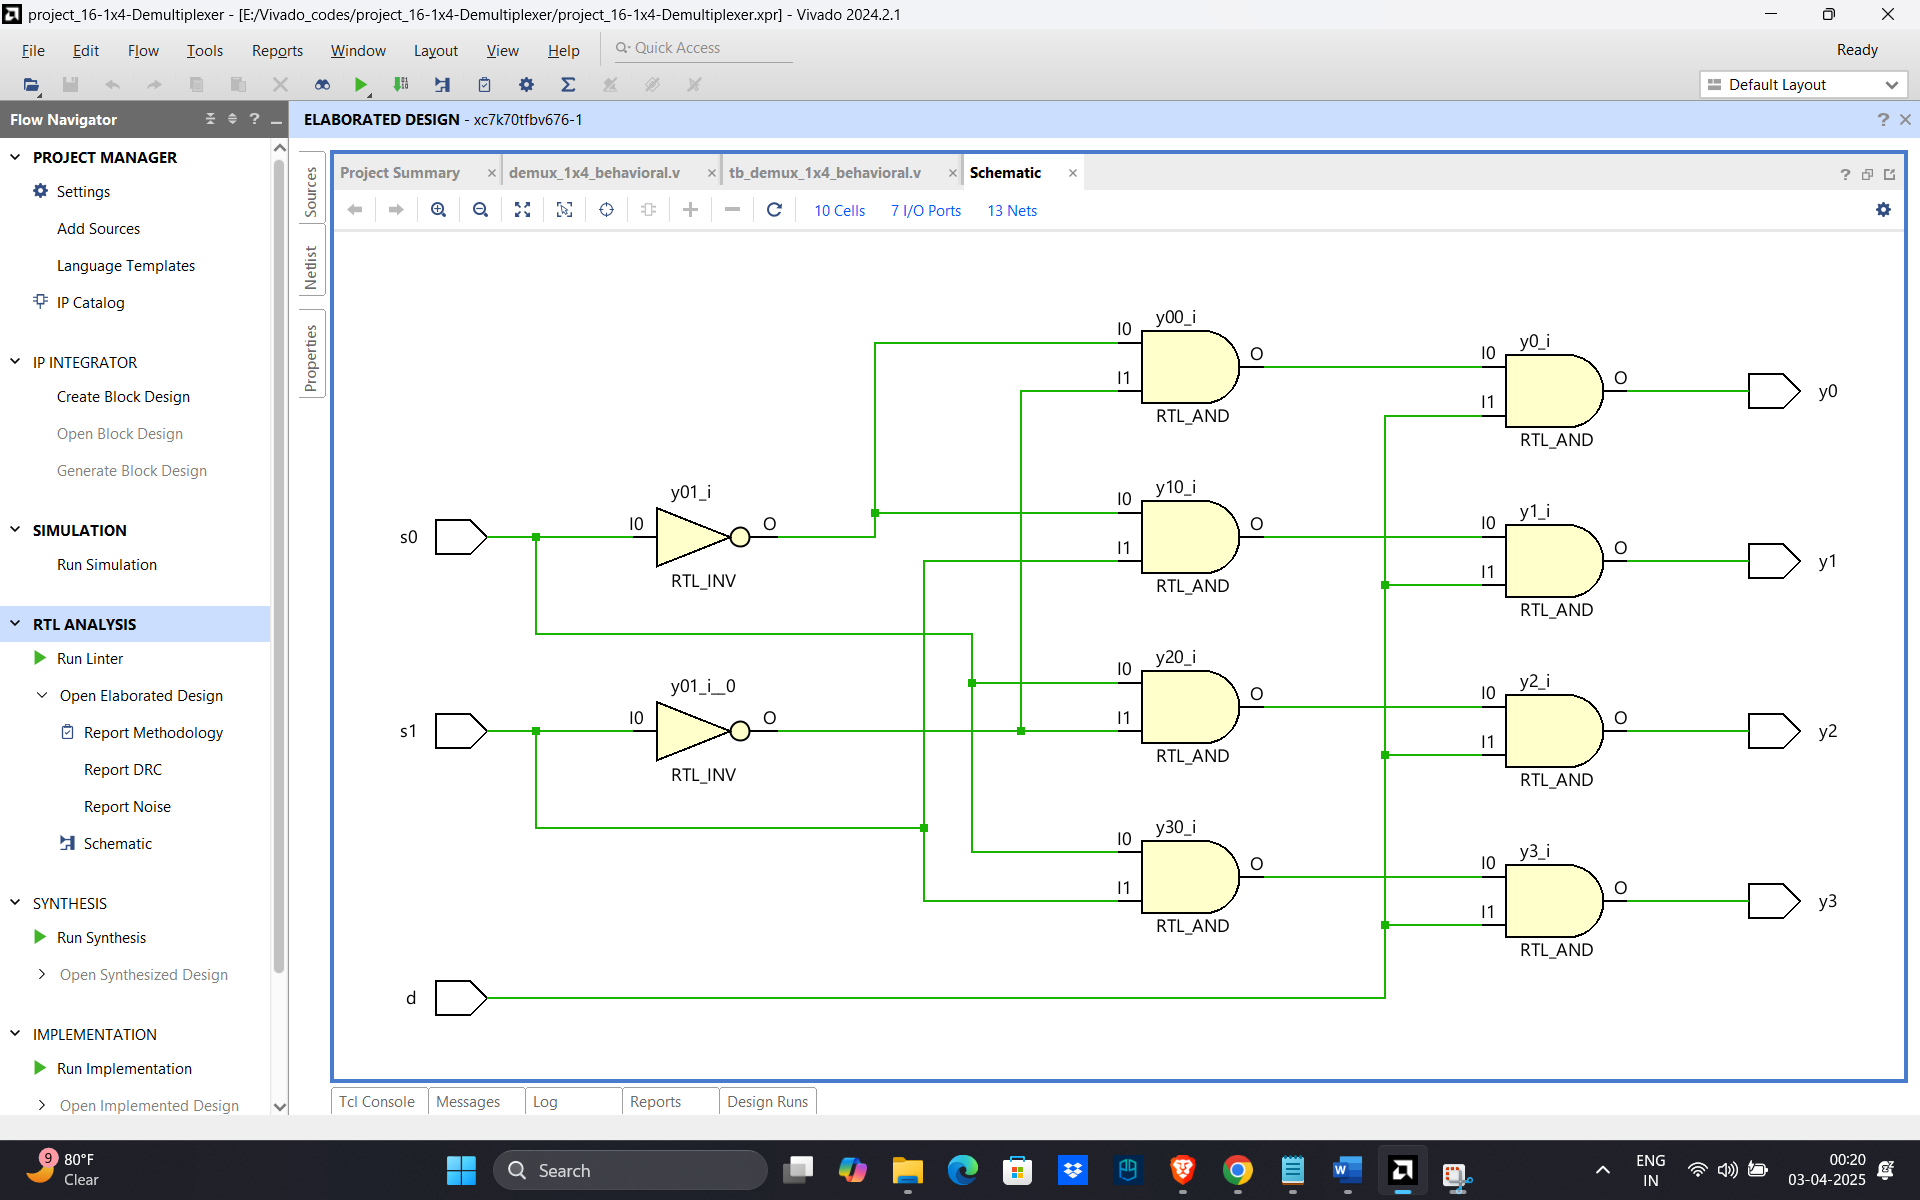 project_16-1x4-Demultiplexer - [E:/Vivado_codes/project_16-1x4-Demultiplexer/project_16-1x4-Demultiplexer.xpr] - Vivado 2024.2.1
File Edit Flow Tools Reports Window Layout View Help Quick Access
Ready
Default Layout
Flow Navigator
ELABORATED DESIGN - xc7k70tfbv676-1
PROJECT MANAGER
Settings
Add Sources
Language Templates
IP Catalog
IP INTEGRATOR
Create Block Design
Open Block Design
Generate Block Design
SIMULATION
Run Simulation
RTL ANALYSIS
Run Linter
Open Elaborated Design
Report Methodology
Report DRC
Report Noise
Schematic
SYNTHESIS
Run Synthesis
Open Synthesized Design
IMPLEMENTATION
Run Implementation
Open Implemented Design
Sources
Netlist
Properties
Project Summary
demux_1x4_behavioral.v
tb_demux_1x4_behavioral.v
Schematic
10 Cells 7 I/O Ports 13 Nets
s0
I0
y01_i
O
RTL_INV
s1
I0
y01_i__0
O
RTL_INV
d
y00_i
I0
I1
O
RTL_AND
y10_i
I0
I1
O
RTL_AND
y20_i
I0
I1
O
RTL_AND
y30_i
I0
I1
O
RTL_AND
y0_i
I0
I1
O
RTL_AND
y0
y1_i
I0
I1
O
RTL_AND
y1
y2_i
I0
I1
O
RTL_AND
y2
y3_i
I0
I1
O
RTL_AND
y3
Tcl Console
Messages
Log
Reports
Design Runs
9
80°F
Clear
Search
ENG
IN
00:20
03-04-2025